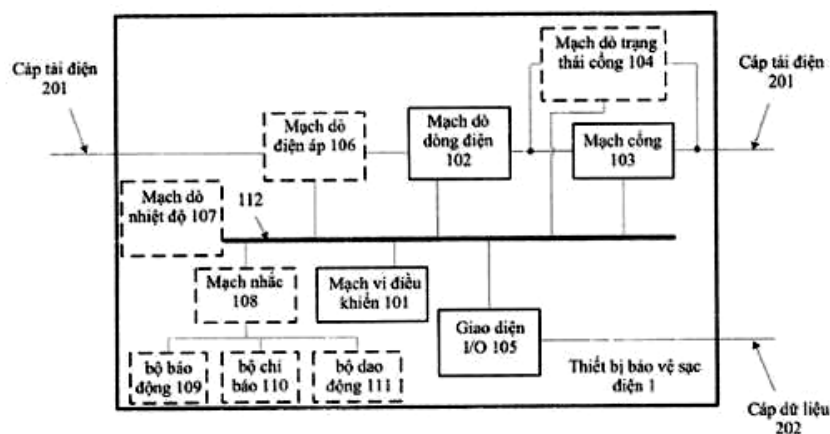 Mạch dò trạng
thái cổng 104
Cáp tải điện
201
Cáp tải điện
201
Mạch dò
điện áp 106
Mạch dò
dòng điện
102
Mạch cổng
103
Mạch dò
nhiệt độ 107
112
Mạch nhắc
108
Mạch vi điều
khiển 101
Giao diện
I/O 105
bộ báo
động 109
bộ chỉ
báo 110
bộ dao
động 111
Thiết bị bảo vệ sạc
điện 1
Cáp dữ liệu
202